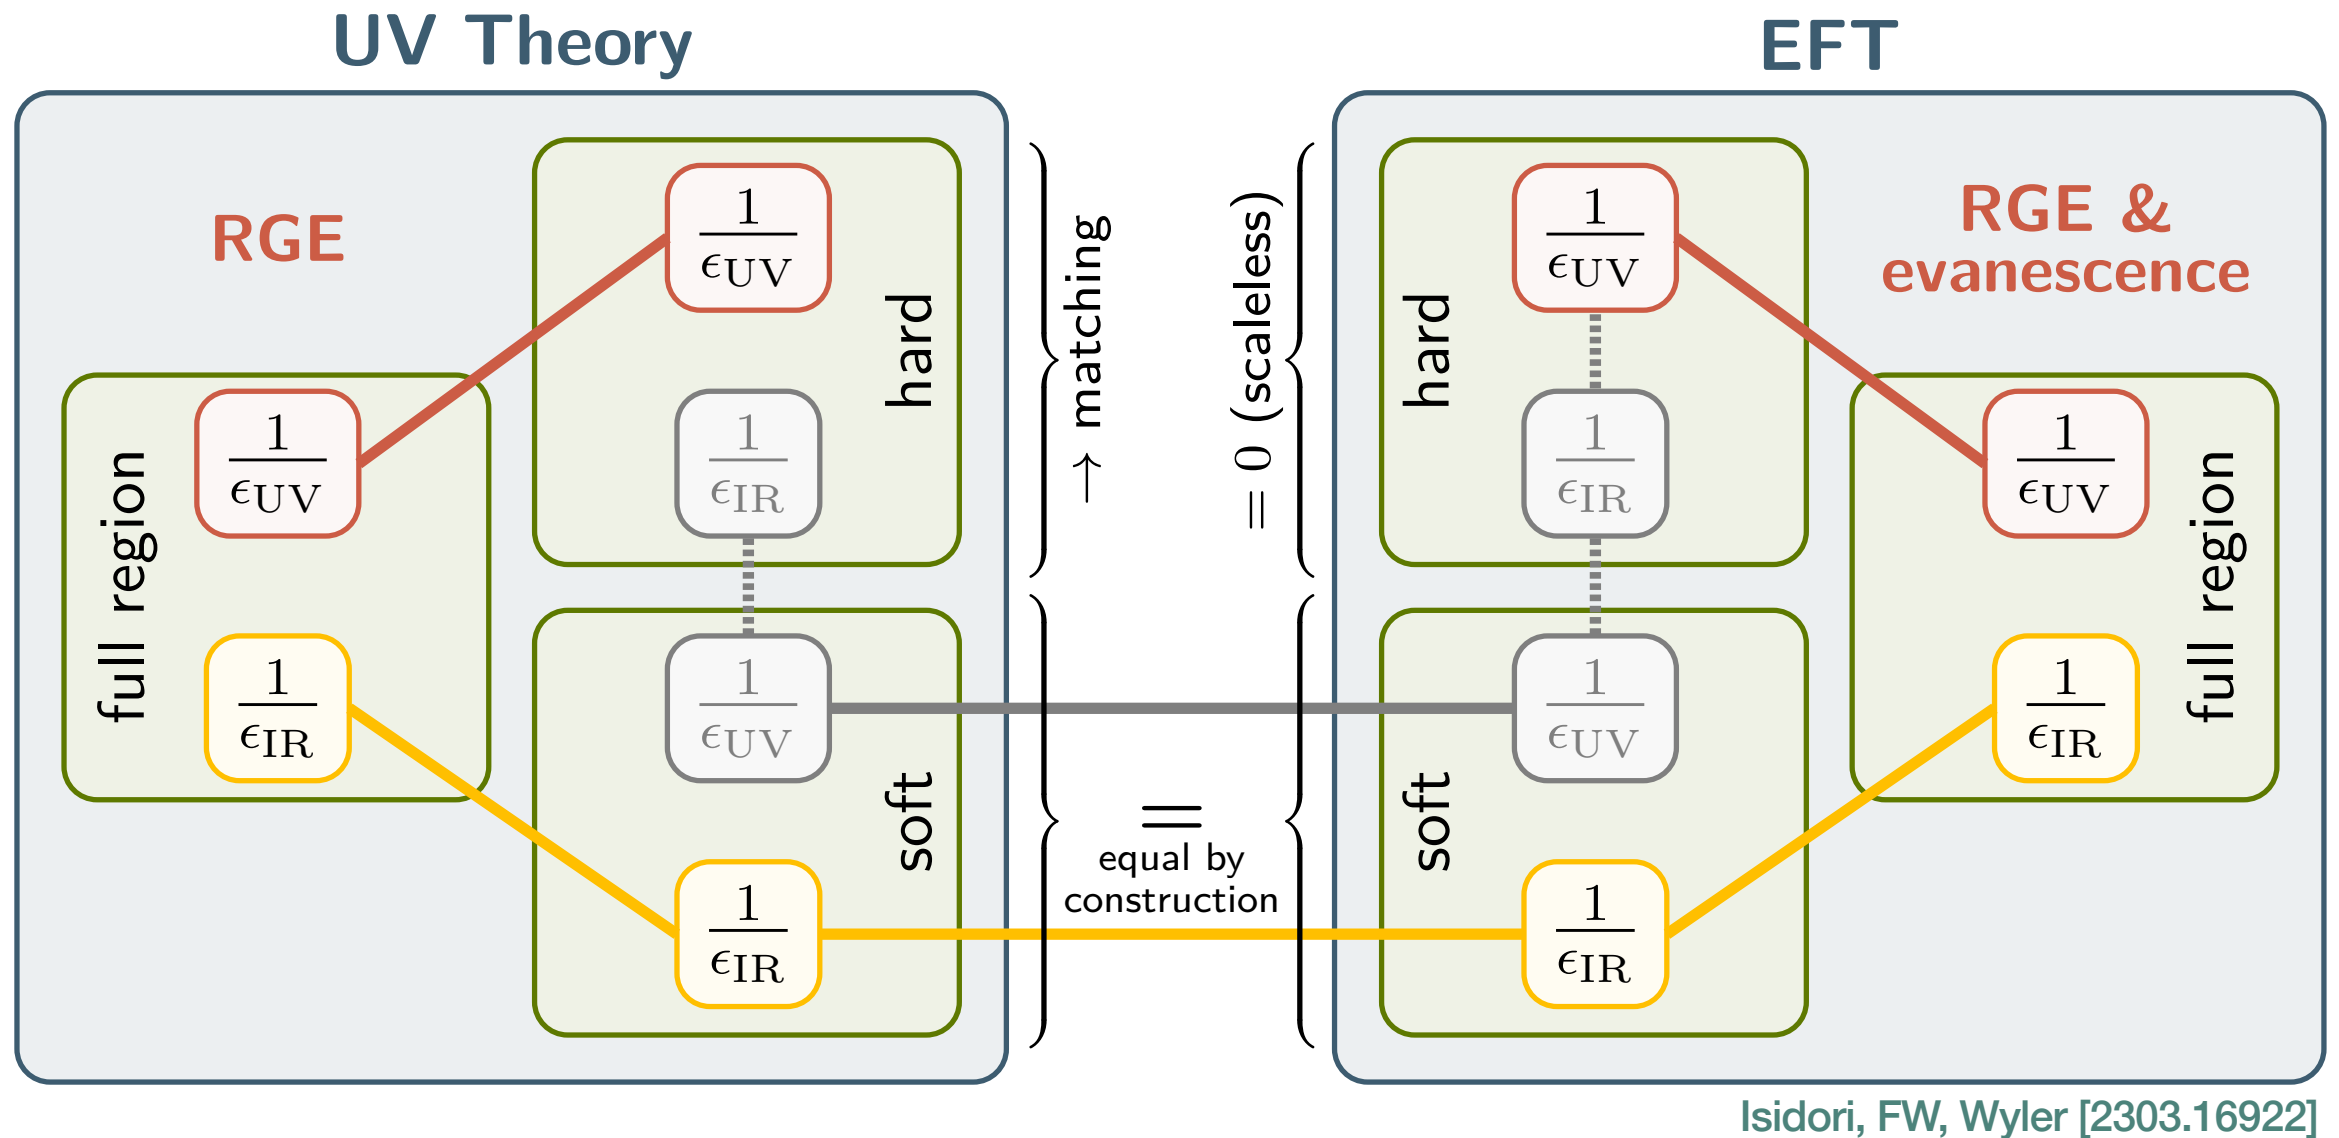 UV Theory
EFT
RGE
1
ϵUV
hard
1
ϵIR
full region
1
ϵUV
1
ϵIR
1
ϵUV
soft
1
ϵIR
→ matching
= 0 (scaleless)
=
equal by
construction
hard
1
ϵUV
1
ϵIR
RGE &
evanescence
soft
1
ϵUV
1
ϵIR
1
ϵUV
1
ϵIR
full region
Isidori, FW, Wyler [2303.16922]